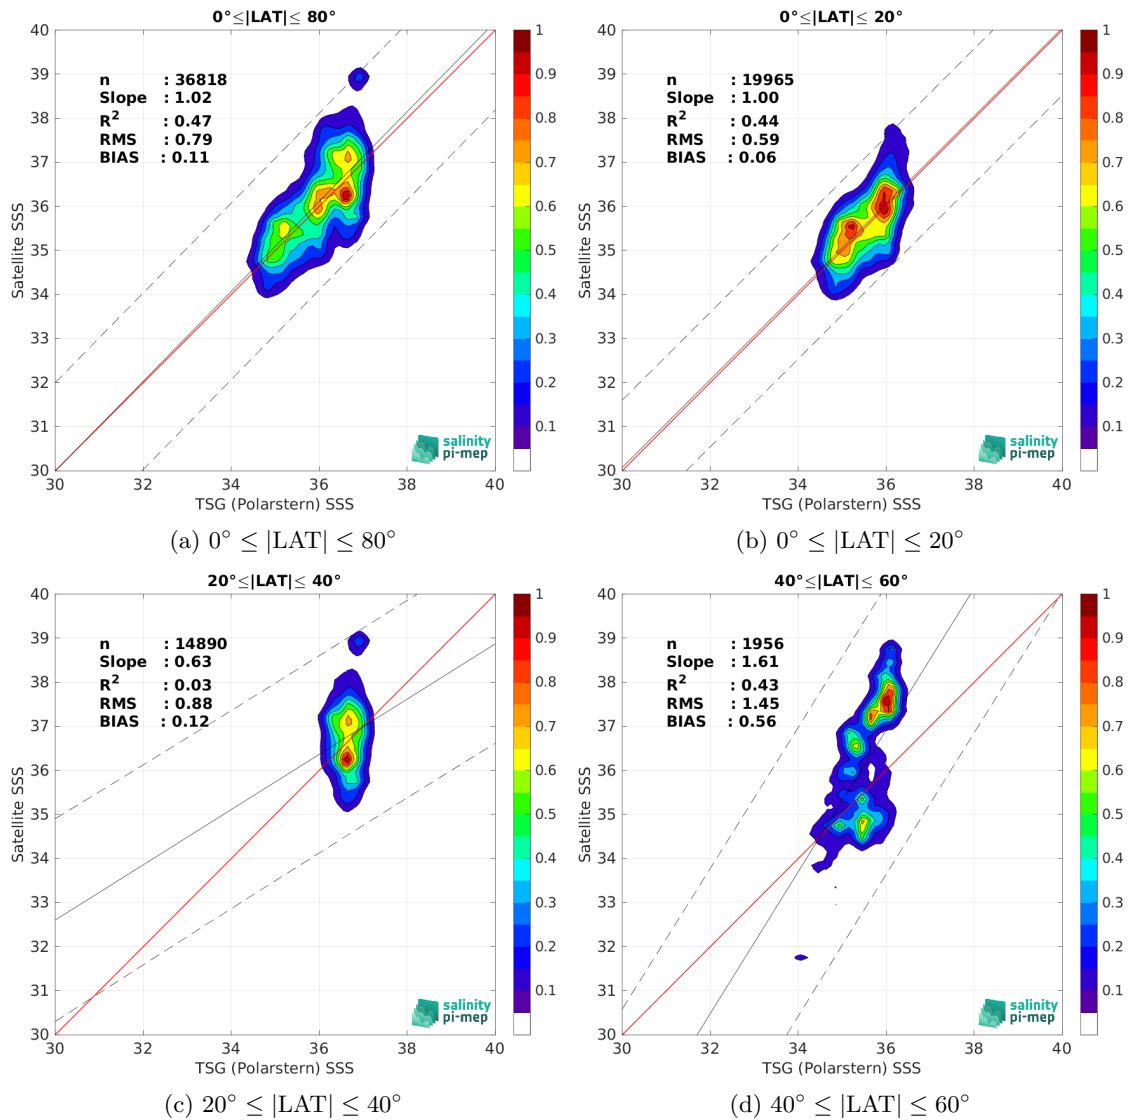 0°≤|LAT|≤ 80°
n : 36818
Slope : 1.02
R² : 0.47
RMS : 0.79
BIAS : 0.11
40
39
38
37
36
35
34
33
32
31
30
Satellite SSS
30 32 34 36 38 40
TSG (Polarstern) SSS
1
0.9
0.8
0.7
0.6
0.5
0.4
0.3
0.2
0.1
salinity
pi-mep
(a) 0° ≤ |LAT| ≤ 80°
0°≤|LAT|≤ 20°
n : 19965
Slope : 1.00
R² : 0.44
RMS : 0.59
BIAS : 0.06
40
39
38
37
36
35
34
33
32
31
30
Satellite SSS
30 32 34 36 38 40
TSG (Polarstern) SSS
1
0.9
0.8
0.7
0.6
0.5
0.4
0.3
0.2
0.1
salinity
pi-mep
(b) 0° ≤ |LAT| ≤ 20°
20°≤|LAT|≤ 40°
n : 14890
Slope : 0.63
R² : 0.03
RMS : 0.88
BIAS : 0.12
40
39
38
37
36
35
34
33
32
31
30
Satellite SSS
30 32 34 36 38 40
TSG (Polarstern) SSS
1
0.9
0.8
0.7
0.6
0.5
0.4
0.3
0.2
0.1
salinity
pi-mep
(c) 20° ≤ |LAT| ≤ 40°
40°≤|LAT|≤ 60°
n : 1956
Slope : 1.61
R² : 0.43
RMS : 1.45
BIAS : 0.56
40
39
38
37
36
35
34
33
32
31
30
Satellite SSS
30 32 34 36 38 40
TSG (Polarstern) SSS
1
0.9
0.8
0.7
0.6
0.5
0.4
0.3
0.2
0.1
salinity
pi-mep
(d) 40° ≤ |LAT| ≤ 60°